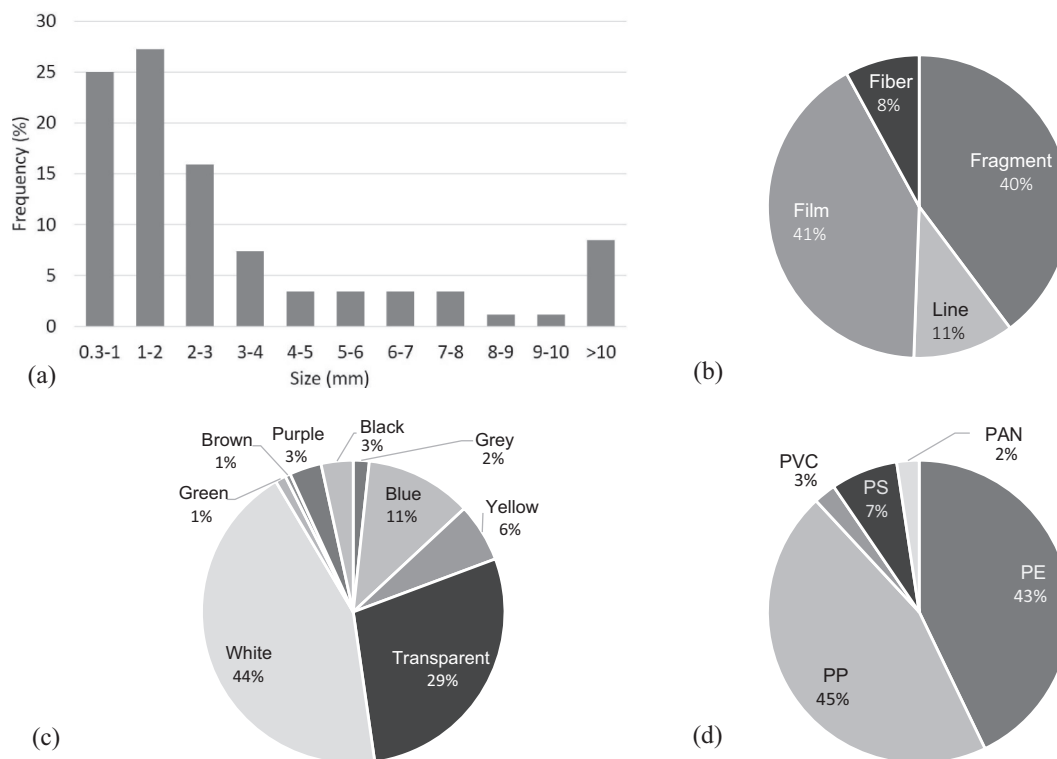 30
25
20
15
10
5
0
Frequency (%)
0.3-1 1-2 2-3 3-4 4-5 5-6 6-7 7-8 8-9 9-10 >10
Size (mm)
(a)
Fiber
8%
Fragment
40%
Film
41%
Line
11%
(b)
Black
3%
Purple
3%
Grey
2%
Brown
1%
Green
1%
Blue
11%
Yellow
6%
White
44%
Transparent
29%
(c)
PAN
2%
PVC
3%
PS
7%
PE
43%
PP
45%
(d)